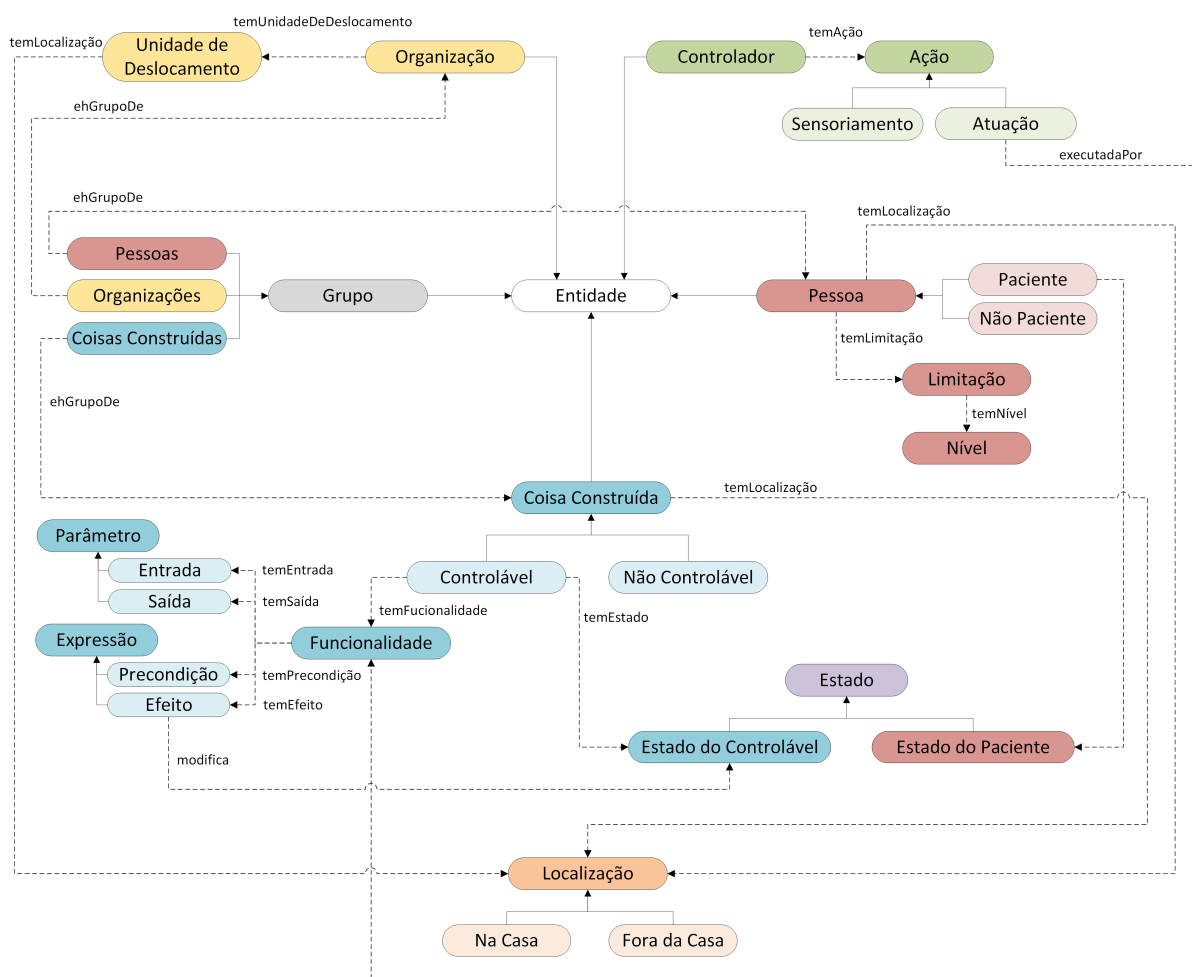 temUnidadeDeDeslocamento
temLocalização
Unidade de
Deslocamento
Organização
Controlador
temAção
Ação
ehGrupoDe
Sensoriamento
Atuação
executadaPor
ehGrupoDe
temLocalização
Pessoas
Organizações
Coisas Construídas
Grupo
Entidade
Pessoa
Paciente
Não Paciente
temLimitação
Limitação
temNível
Nível
ehGrupoDe
Coisa Construída
temLocalização
Parâmetro
Entrada
temEntrada
Saída
temSaída
Controlável
Não Controlável
temFucionalidade
temEstado
Expressão
Funcionalidade
Precondição
temPrecondição
Efeito
temEfeito
modifica
Estado
Estado do Controlável
Estado do Paciente
Localização
Na Casa
Fora da Casa